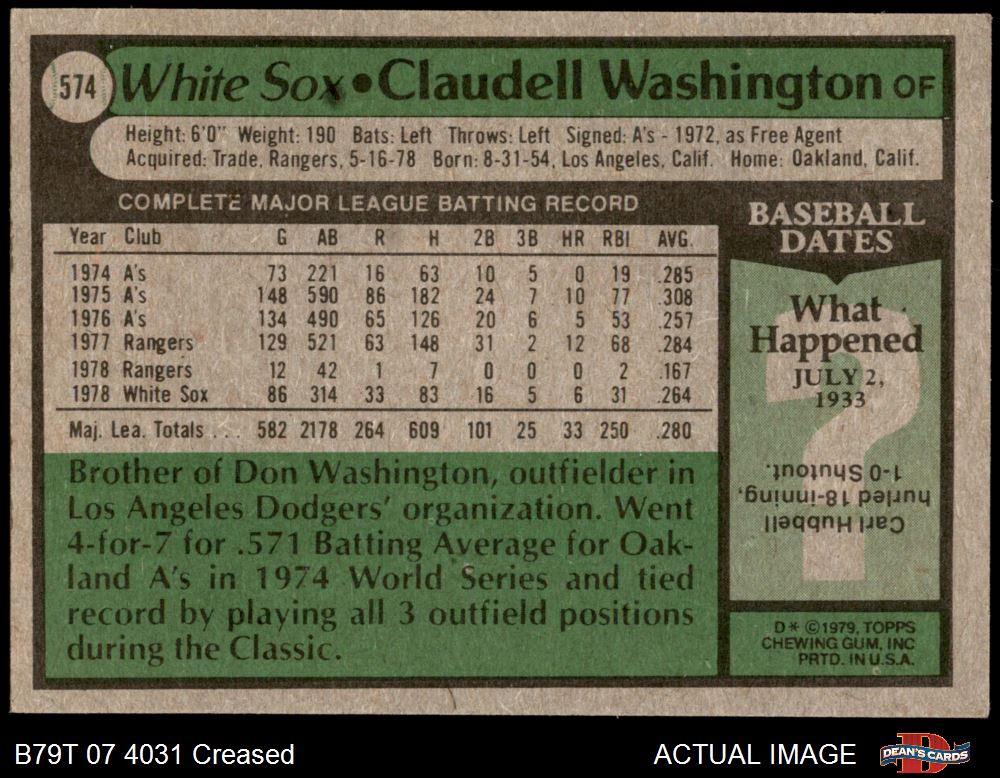 574
White Sox•Claudell Washington OF
Height: 6'0" Weight: 190 Bats: Left Throws: Left Signed: A's - 1972, as Free Agent
Acquired: Trade, Rangers, 5-16-78 Born: 8-31-54, Los Angeles, Calif. Home: Oakland, Calif.
COMPLETE MAJOR LEAGUE BATTING RECORD
Year Club G AB R H 2B 3B HR RBI AVG.
1974 A's 73 221 16 63 10 5 0 19 .285
1975 A's 148 590 86 182 24 7 10 77 .308
1976 A's 134 490 65 126 20 6 5 53 .257
1977 Rangers 129 521 63 148 31 2 12 68 .284
1978 Rangers 12 42 1 7 0 0 0 2 .167
1978 White Sox 86 314 33 83 16 5 6 31 .264
Maj. Lea. Totals . . . 582 2178 264 609 101 25 33 250 .280
Brother of Don Washington, outfielder in
Los Angeles Dodgers' organization. Went
4-for-7 for .571 Batting Average for Oak-
land A's in 1974 World Series and tied
record by playing all 3 outfield positions
during the Classic.
BASEBALL
DATES
What
Happened
JULY 2,
1933
?
Carl Hubbell
hurled 18-inning,
1-0 Shutout.
D* ©1979, TOPPS
CHEWING GUM, INC
PRTD. IN U.S.A.
B79T 07 4031 Creased
ACTUAL IMAGE
DEAN'S CARDS